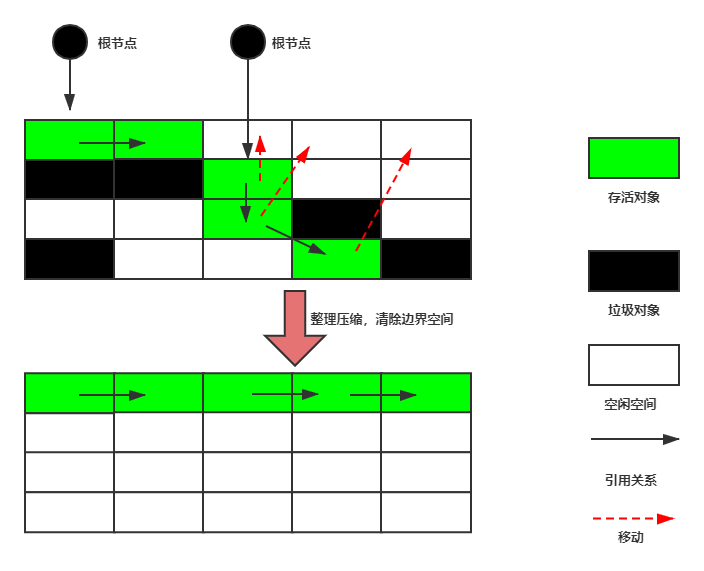 根节点
根节点
存活对象
垃圾对象
整理压缩，清除边界空间
空闲空间
引用关系
移动